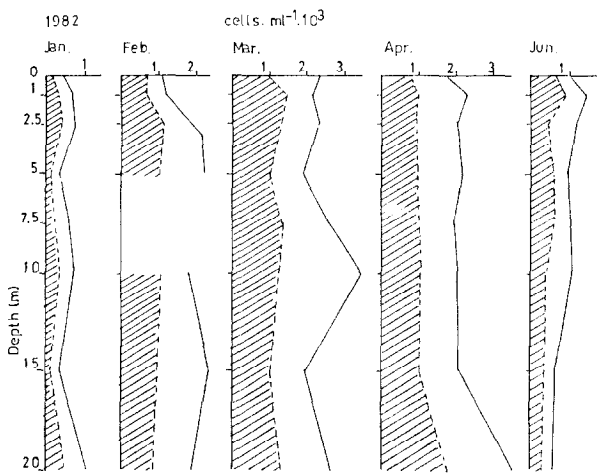 1982 cells. ml⁻¹.10³
Jan. Feb. Mar. Apr. Jun.
1 1 2 1 2 3 1 2 3 1
0
1
2.5
5
7.5
10
15
20
Depth (m)